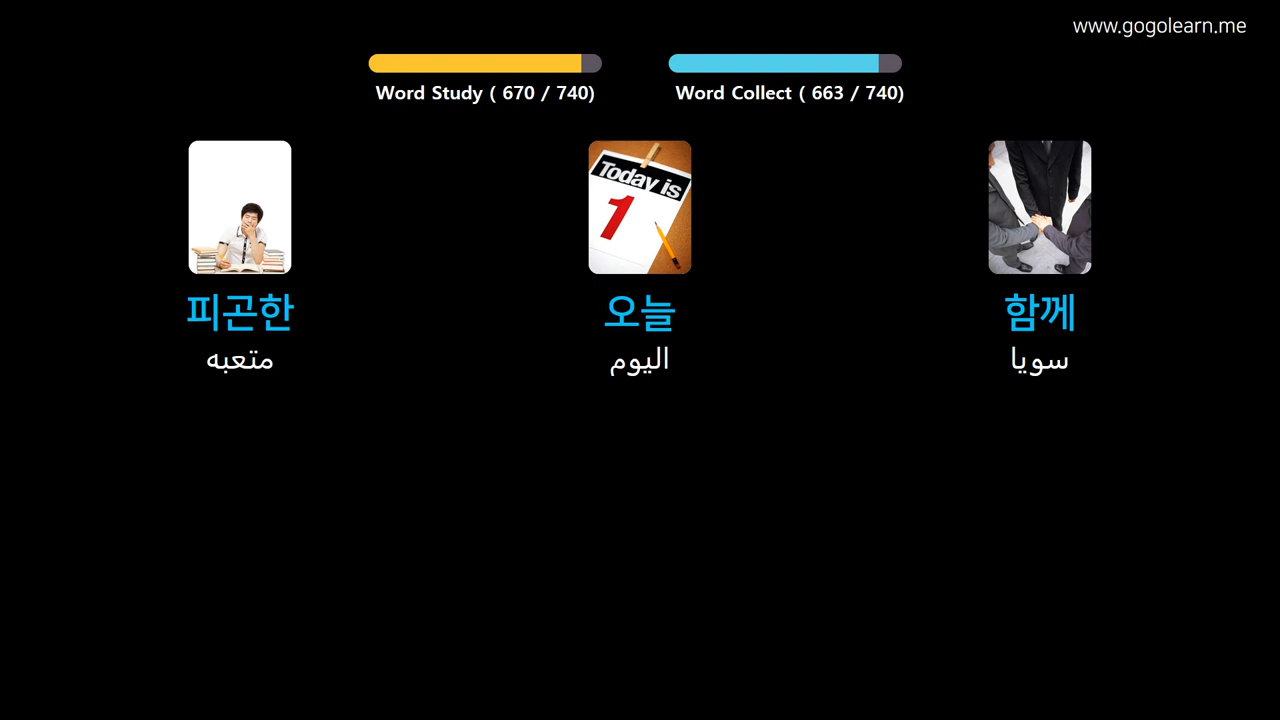 www.gogolearn.me
Word Study ( 670 / 740)
Word Collect ( 663 / 740)
Today is
1
피곤한
오늘
함께
متعبه
اليوم
سويا